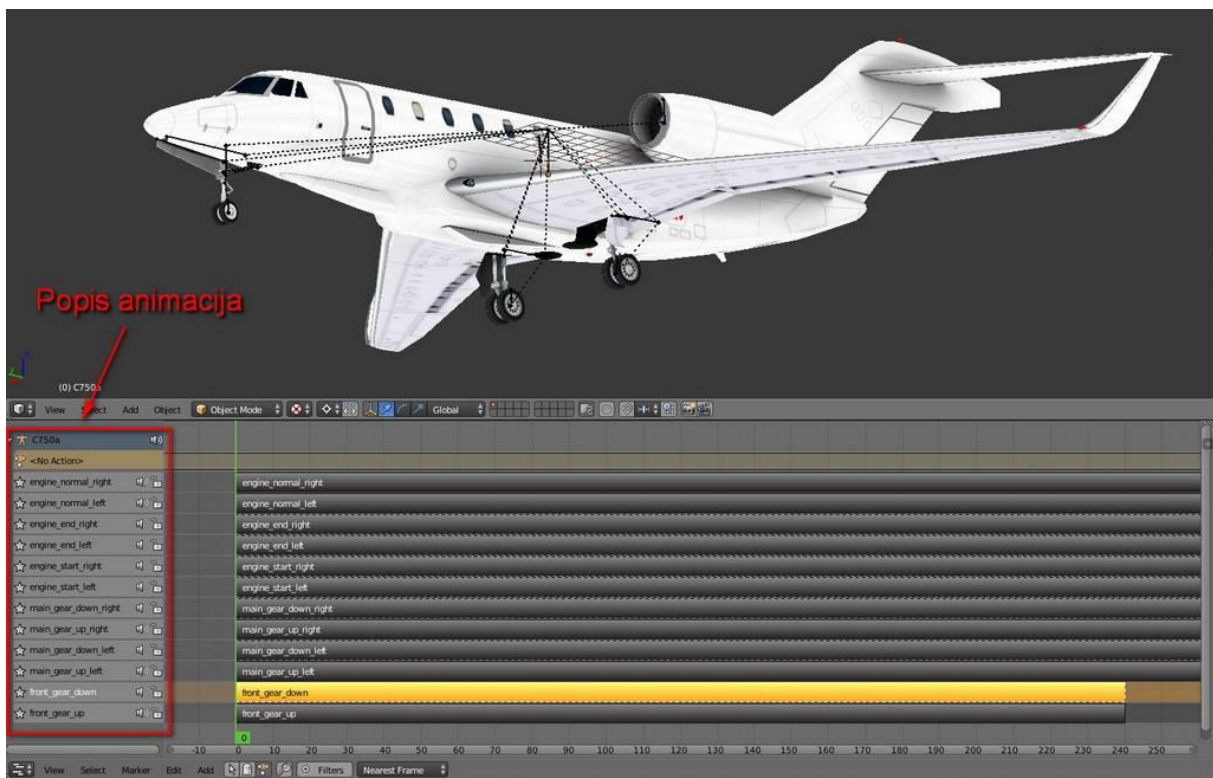 Popis animacija
(0) C750a
View Select Add Object Object Mode Global
C750a
<No Action>
engine_normal_right engine_normal_right
engine_normal_left engine_normal_left
engine_end_right engine_end_right
engine_end_left engine_end_left
engine_start_right engine_start_right
engine_start_left engine_start_left
main_gear_down_right main_gear_down_right
main_gear_up_right main_gear_up_right
main_gear_down_left main_gear_down_left
main_gear_up_left main_gear_up_left
front_gear_down front_gear_down
front_gear_up front_gear_up
0
-10 0 10 20 30 40 50 60 70 80 90 100 110 120 130 140 150 160 170 180 190 200 210 220 230 240 250
View Select Marker Edit Add Filters Nearest Frame